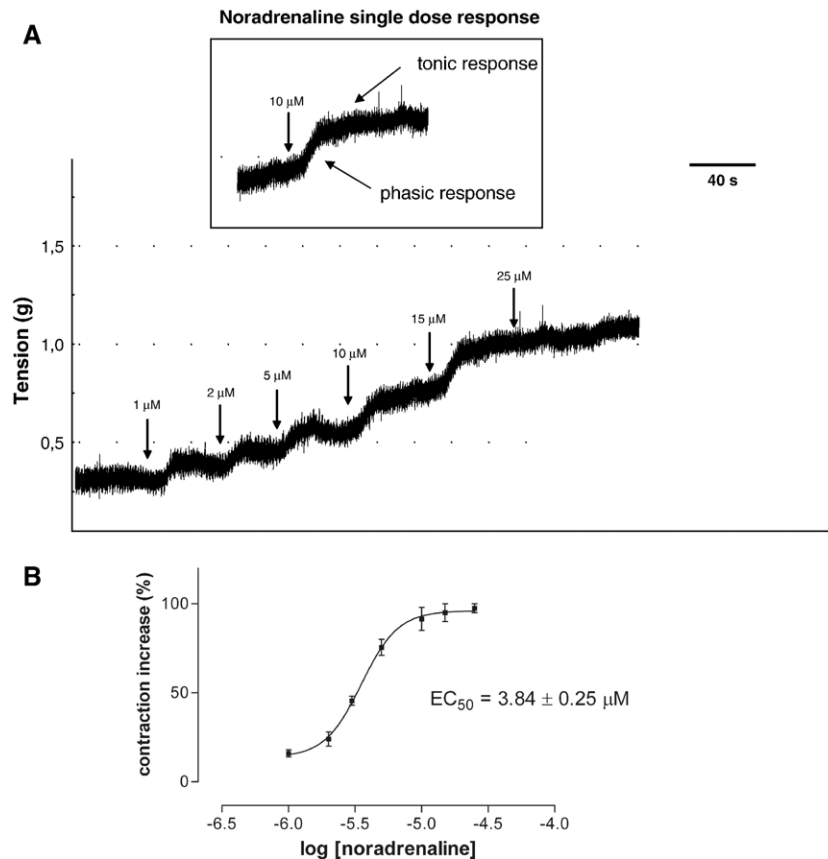 Noradrenaline single dose response
A
tonic response
10 µM
phasic response
40 s
Tension (g)
1,5
1,0
0,5
1 µM
2 µM
5 µM
10 µM
15 µM
25 µM
B
contraction increase (%)
100
50
0
EC50 = 3.84 ± 0.25 µM
-6.5 -6.0 -5.5 -5.0 -4.5 -4.0
log [noradrenaline]